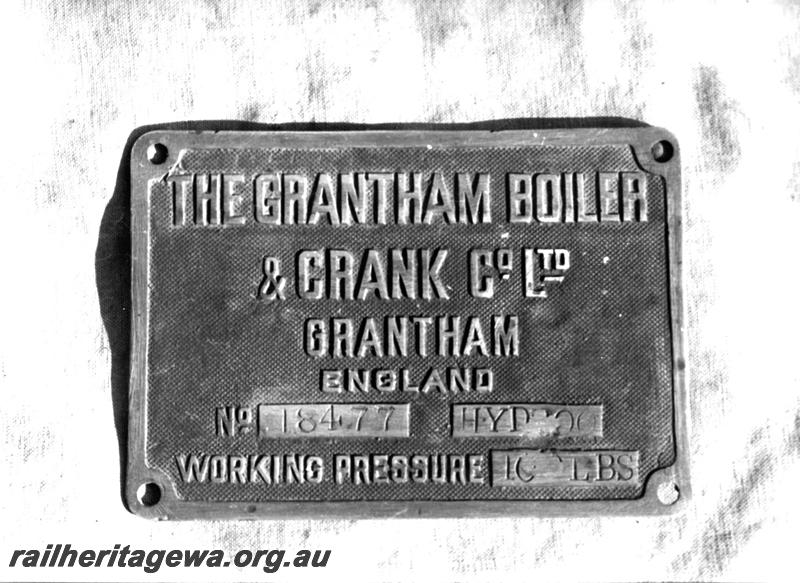 THE GRANTHAM BOILER
& CRANK Co LTD
GRANTHAM
ENGLAND
No 18477
WORKING PRESSURE LBS
railheritagewa.org.au